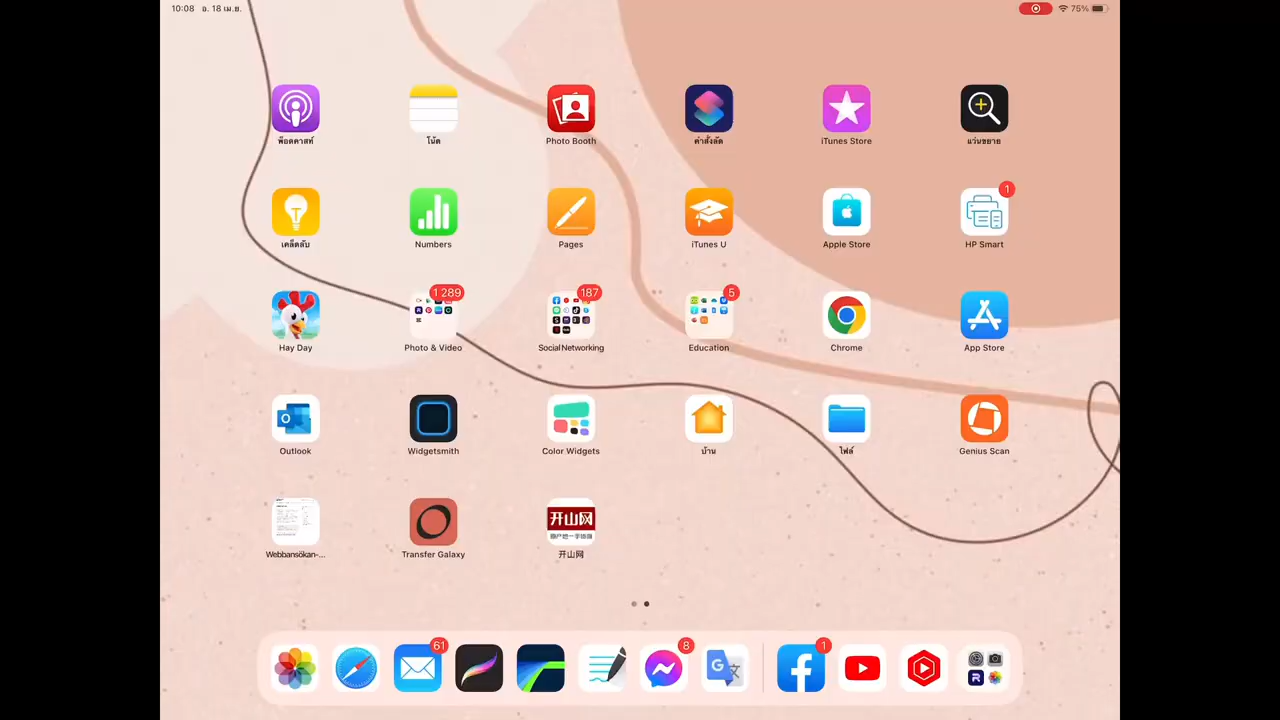 10:08 อ. 18 เม.ย.
75%
พ็อดคาสท์ โน้ต Photo Booth คำสั่งลัด iTunes Store แว่นขยาย
1
เคล็ดลับ Numbers Pages iTunes U Apple Store HP Smart
1 289 187 5
Hay Day Photo & Video Social Networking Education Chrome App Store
Outlook Widgetsmith Color Widgets บ้าน ไฟล์ Genius Scan
开山网
Webbansökan-... Transfer Galaxy 开山网
61 8 1